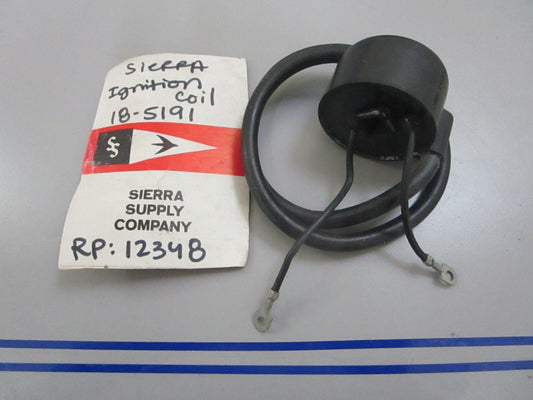 SIERRA
Ignition
Coil
18-5191
SIERRA
SUPPLY
COMPANY
RP: 12348